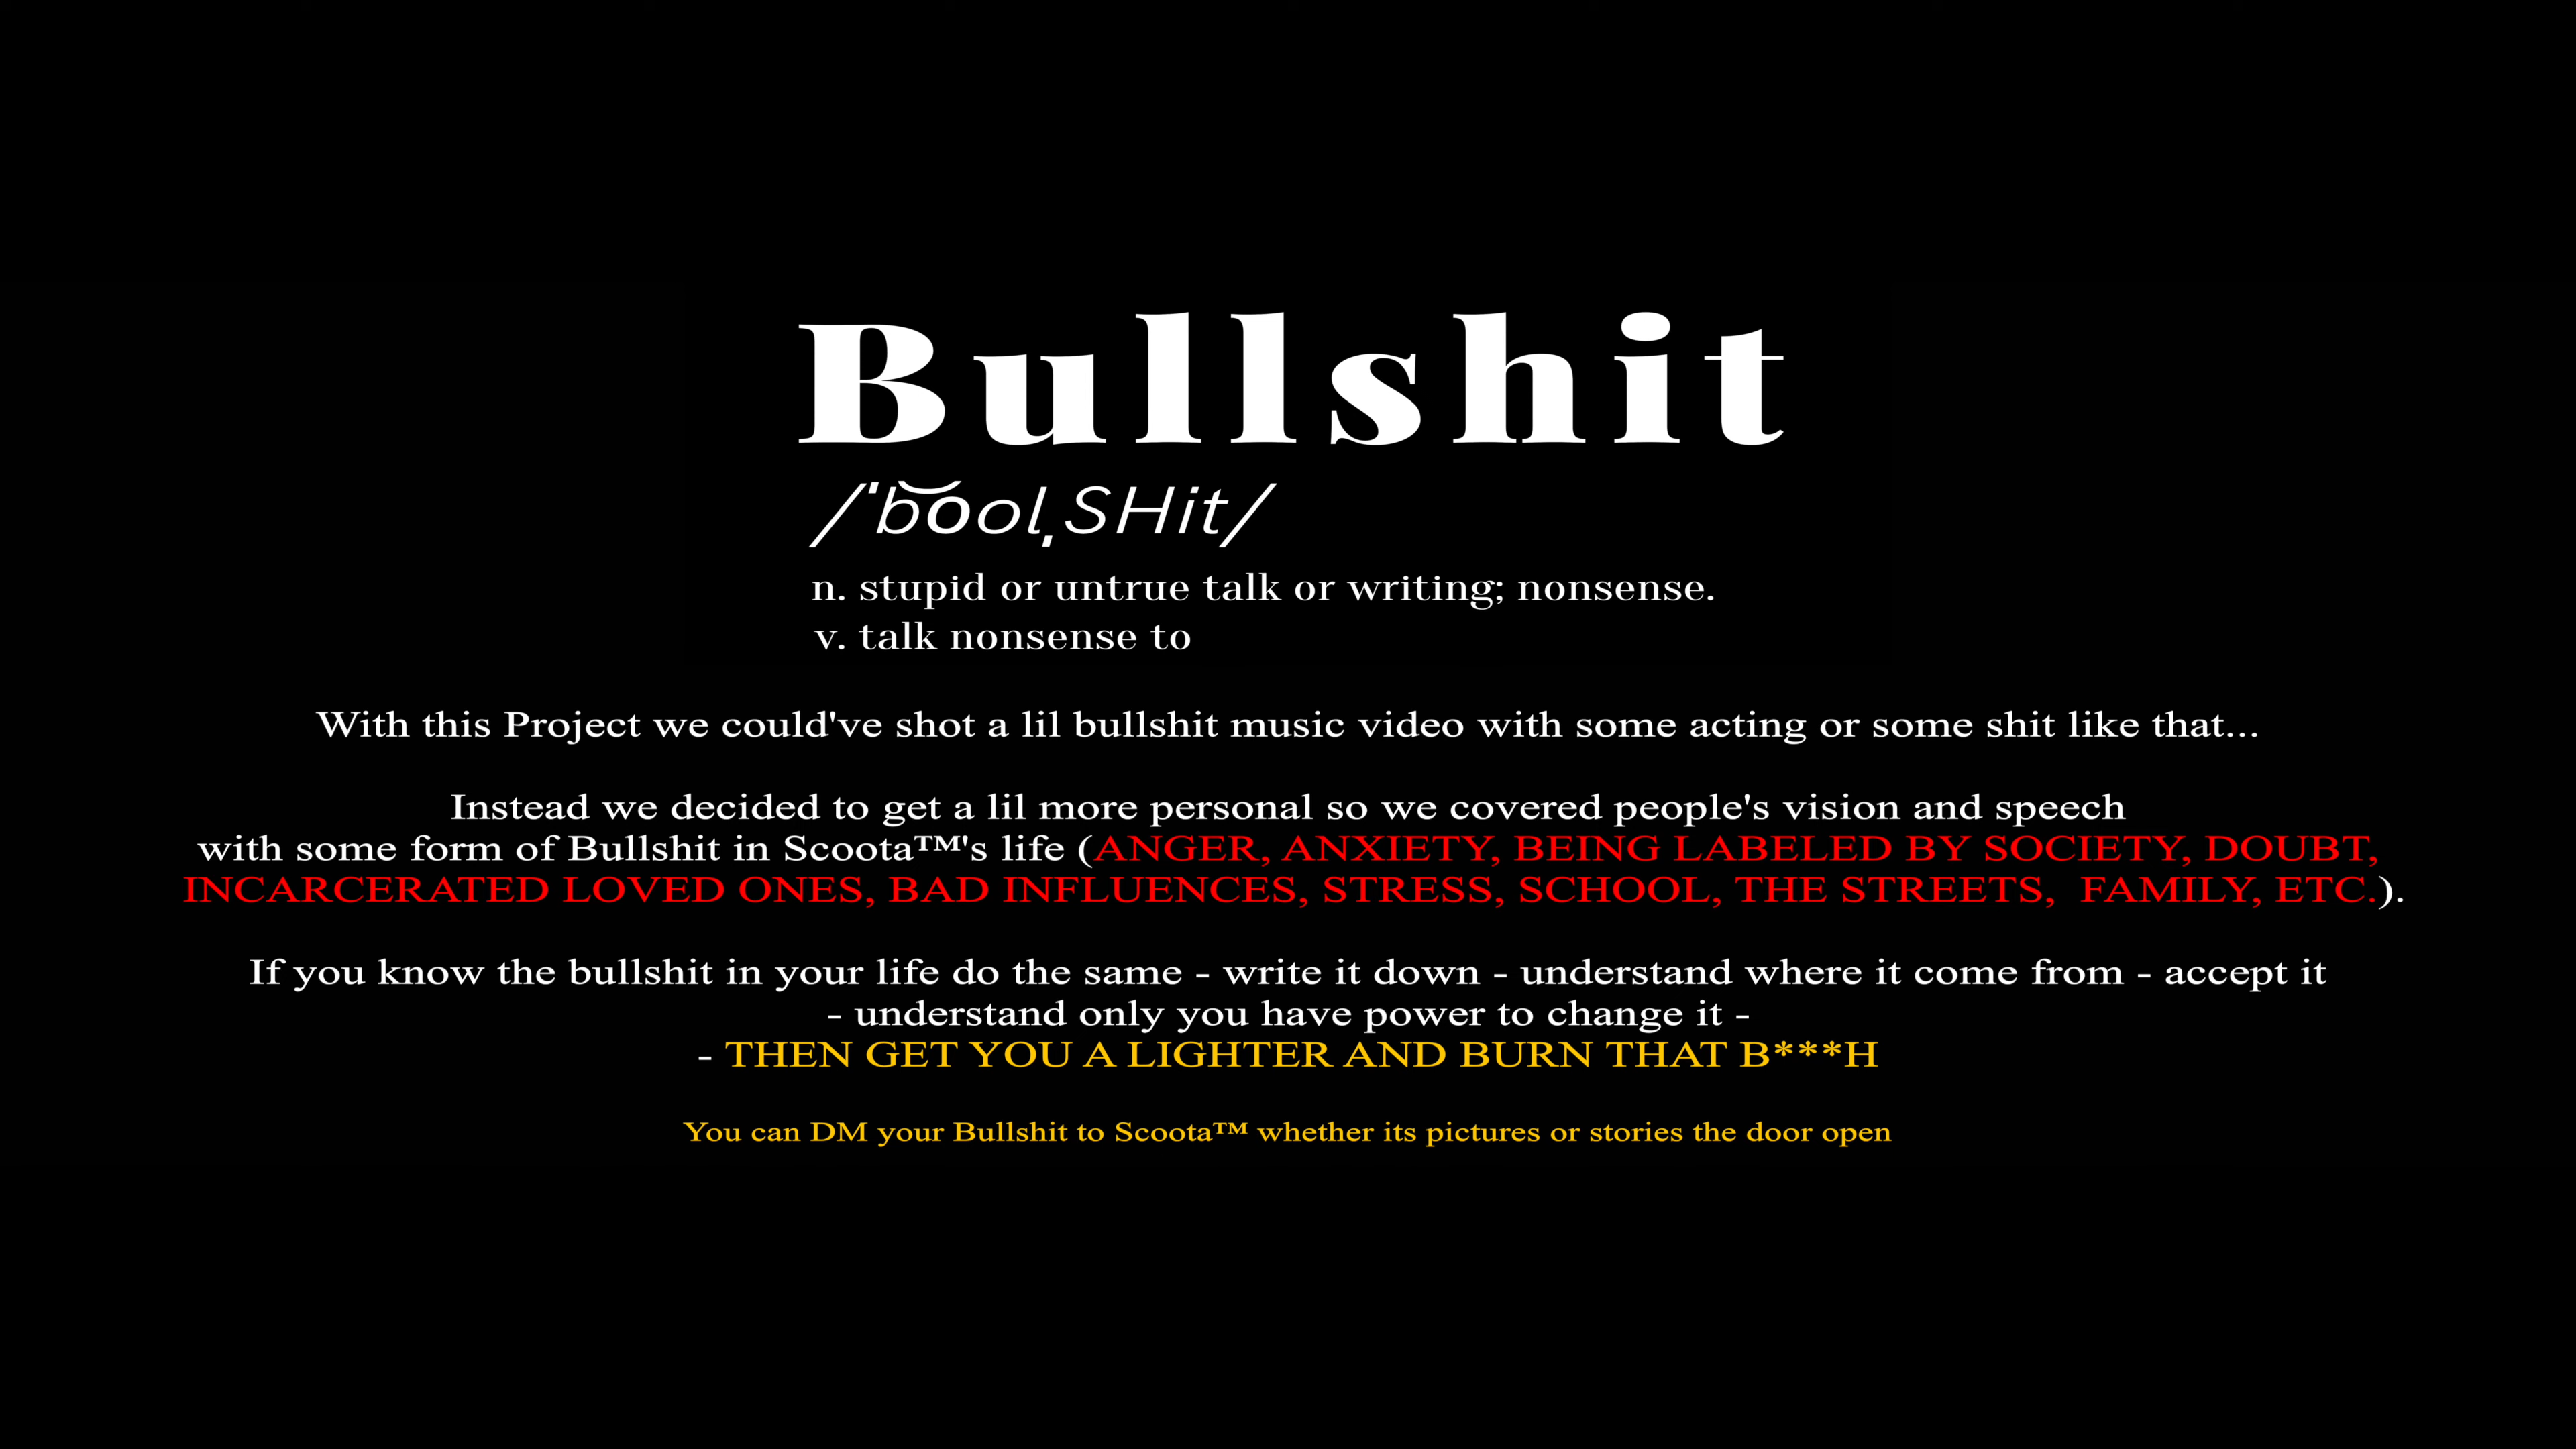 Bullshit
/ˈbo͝olˌSHit/
n. stupid or untrue talk or writing; nonsense.
v. talk nonsense to
With this Project we could've shot a lil bullshit music video with some acting or some shit like that...
Instead we decided to get a lil more personal so we covered people's vision and speech
with some form of Bullshit in Scoota™'s life (ANGER, ANXIETY, BEING LABELED BY SOCIETY, DOUBT,
INCARCERATED LOVED ONES, BAD INFLUENCES, STRESS, SCHOOL, THE STREETS,  FAMILY, ETC.).
If you know the bullshit in your life do the same - write it down - understand where it come from - accept it
- understand only you have power to change it -
- THEN GET YOU A LIGHTER AND BURN THAT B***H
You can DM your Bullshit to Scoota™ whether its pictures or stories the door open